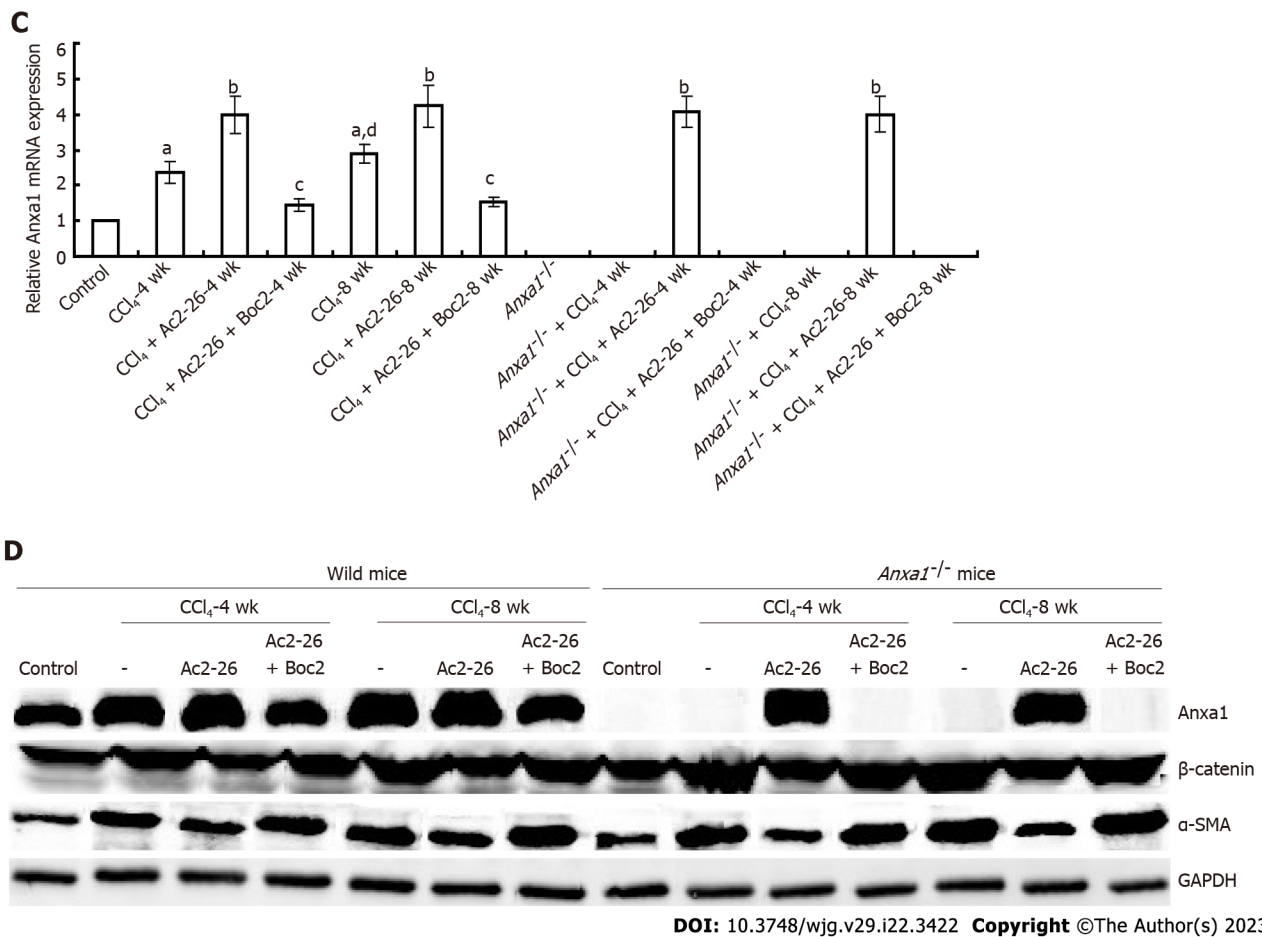 C
Relative Anxa1 mRNA expression
6
5
4
3
2
1
0
a
b
c
a,d
b
c
b
b
Control
CCl₄-4 wk
CCl₄ + Ac2-26-4 wk
CCl₄ + Ac2-26 + Boc2-4 wk
CCl₄-8 wk
CCl₄ + Ac2-26-8 wk
CCl₄ + Ac2-26 + Boc2-8 wk
Anxa1⁻/⁻
Anxa1⁻/⁻ + CCl₄-4 wk
Anxa1⁻/⁻ + CCl₄ + Ac2-26-4 wk
Anxa1⁻/⁻ + CCl₄ + Ac2-26 + Boc2-4 wk
Anxa1⁻/⁻ + CCl₄-8 wk
Anxa1⁻/⁻ + CCl₄ + Ac2-26-8 wk
Anxa1⁻/⁻ + CCl₄ + Ac2-26 + Boc2-8 wk
D
Wild mice Anxa1⁻/⁻ mice
CCl₄-4 wk CCl₄-8 wk CCl₄-4 wk CCl₄-8 wk
Ac2-26 Ac2-26 Ac2-26 Ac2-26
Control - Ac2-26 + Boc2 - Ac2-26 + Boc2 Control - Ac2-26 + Boc2 - Ac2-26 + Boc2
Anxa1
β-catenin
α-SMA
GAPDH
DOI: 10.3748/wjg.v29.i22.3422 Copyright ©The Author(s) 2023